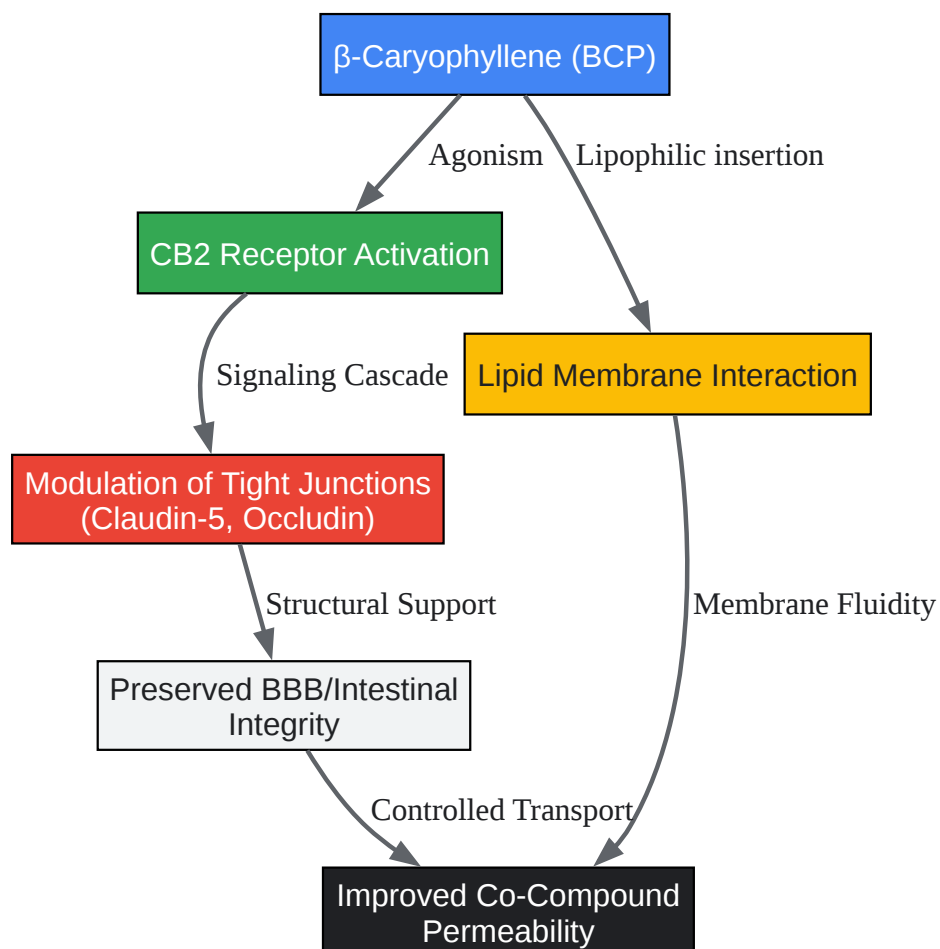 β-Caryophyllene (BCP)
Agonism
Lipophilic insertion
CB2 Receptor Activation
Signaling Cascade
Lipid Membrane Interaction
Modulation of Tight Junctions
(Claudin-5, Occludin)
Structural Support
Membrane Fluidity
Preserved BBB/Intestinal
Integrity
Controlled Transport
Improved Co-Compound
Permeability